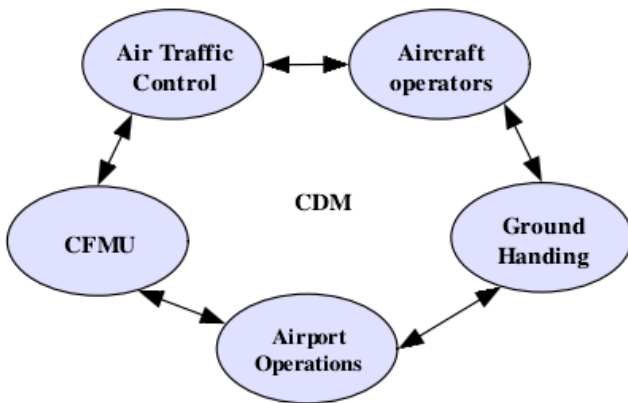 Air Traffic
Control
Aircraft
operators
CDM
CFMU
Ground
Handing
Airport
Operations